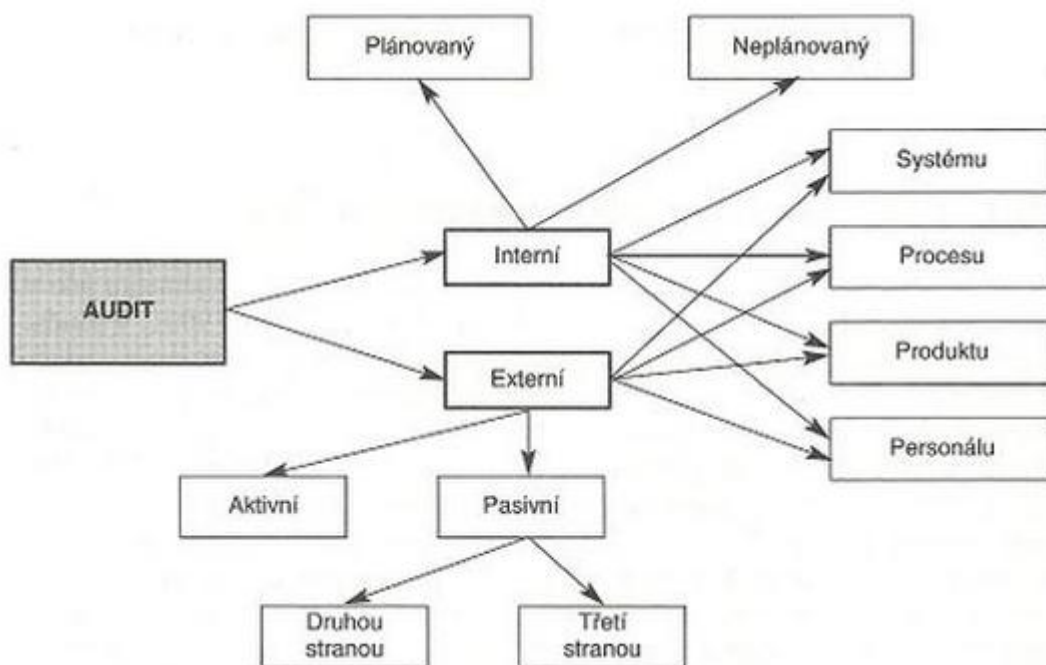 Plánovaný
Neplánovaný
Systému
Interní
Procesu
AUDIT
Produktu
Externí
Personálu
Aktivní
Pasivní
Druhou
stranou
Třetí
stranou